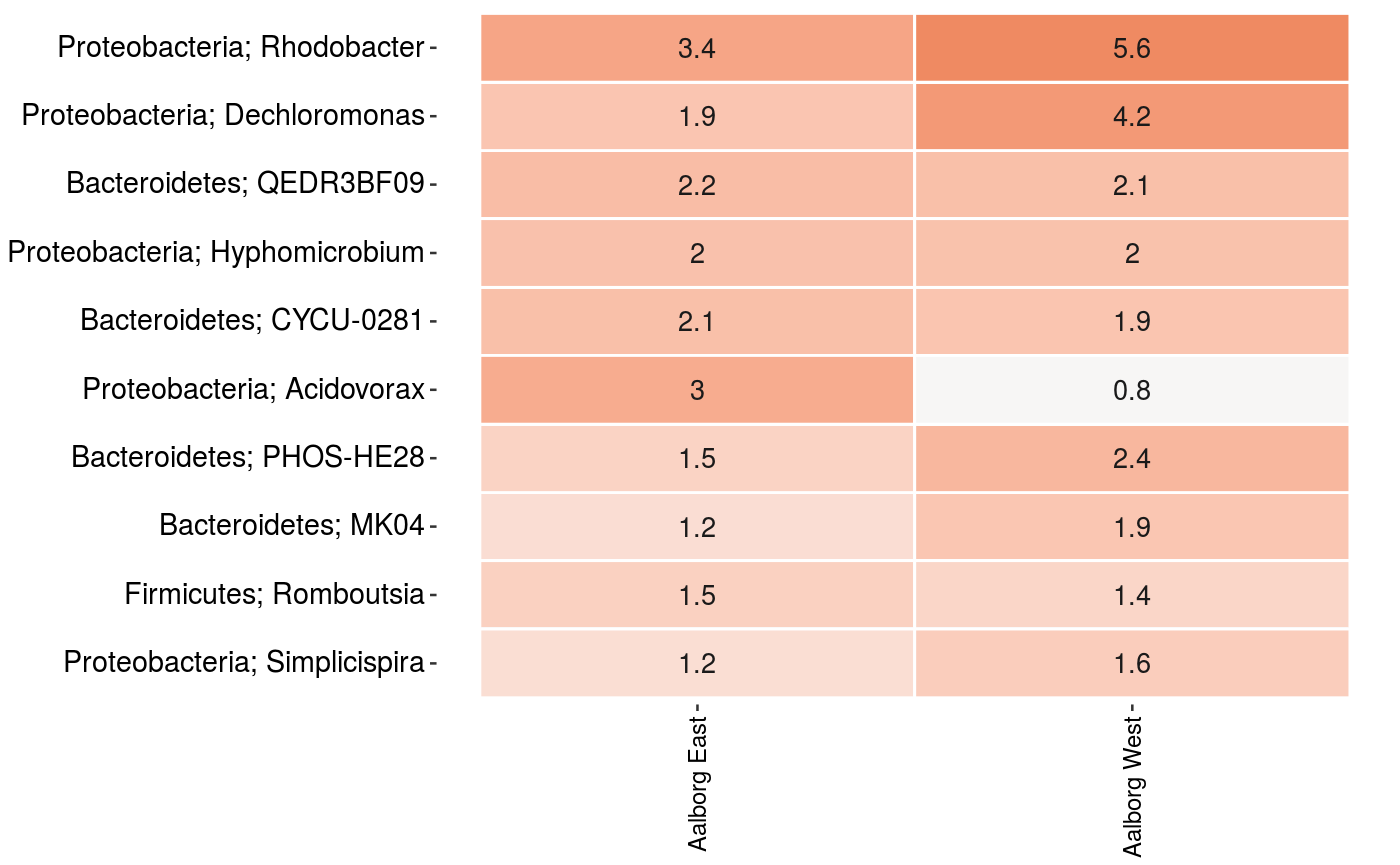 Proteobacteria; Rhodobacter 3.4 5.6
Proteobacteria; Dechloromonas 1.9 4.2
Bacteroidetes; QEDR3BF09 2.2 2.1
Proteobacteria; Hyphomicrobium 2 2
Bacteroidetes; CYCU-0281 2.1 1.9
Proteobacteria; Acidovorax 3 0.8
Bacteroidetes; PHOS-HE28 1.5 2.4
Bacteroidetes; MK04 1.2 1.9
Firmicutes; Romboutsia 1.5 1.4
Proteobacteria; Simplicispira 1.2 1.6
Aalborg East
Aalborg West